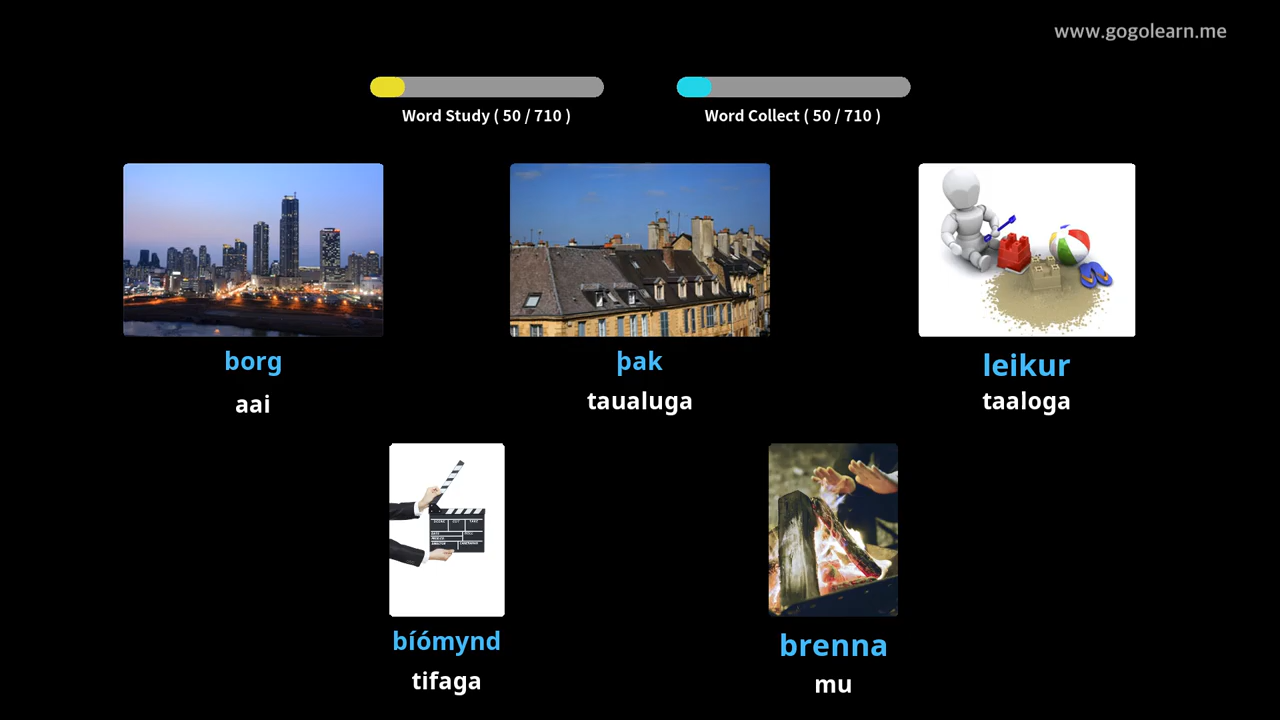 www.gogolearn.me
Word Study ( 50 / 710 )
Word Collect ( 50 / 710 )
borg
aai
þak
taualuga
leikur
taaloga
bíómynd
tifaga
brenna
mu